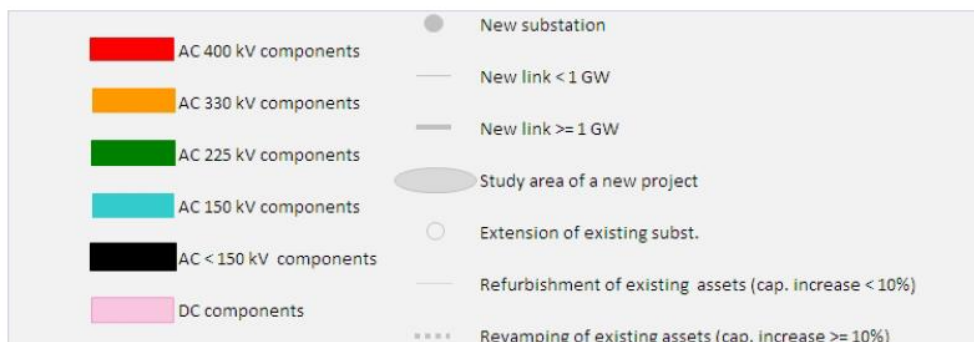 AC 400 kV components
AC 330 kV components
AC 225 kV components
AC 150 kV components
AC < 150 kV components
DC components
New substation
New link < 1 GW
New link >= 1 GW
Study area of a new project
Extension of existing subst.
Refurbishment of existing assets (cap. increase < 10%)
Revamping of existing assets (cap. increase >= 10%)